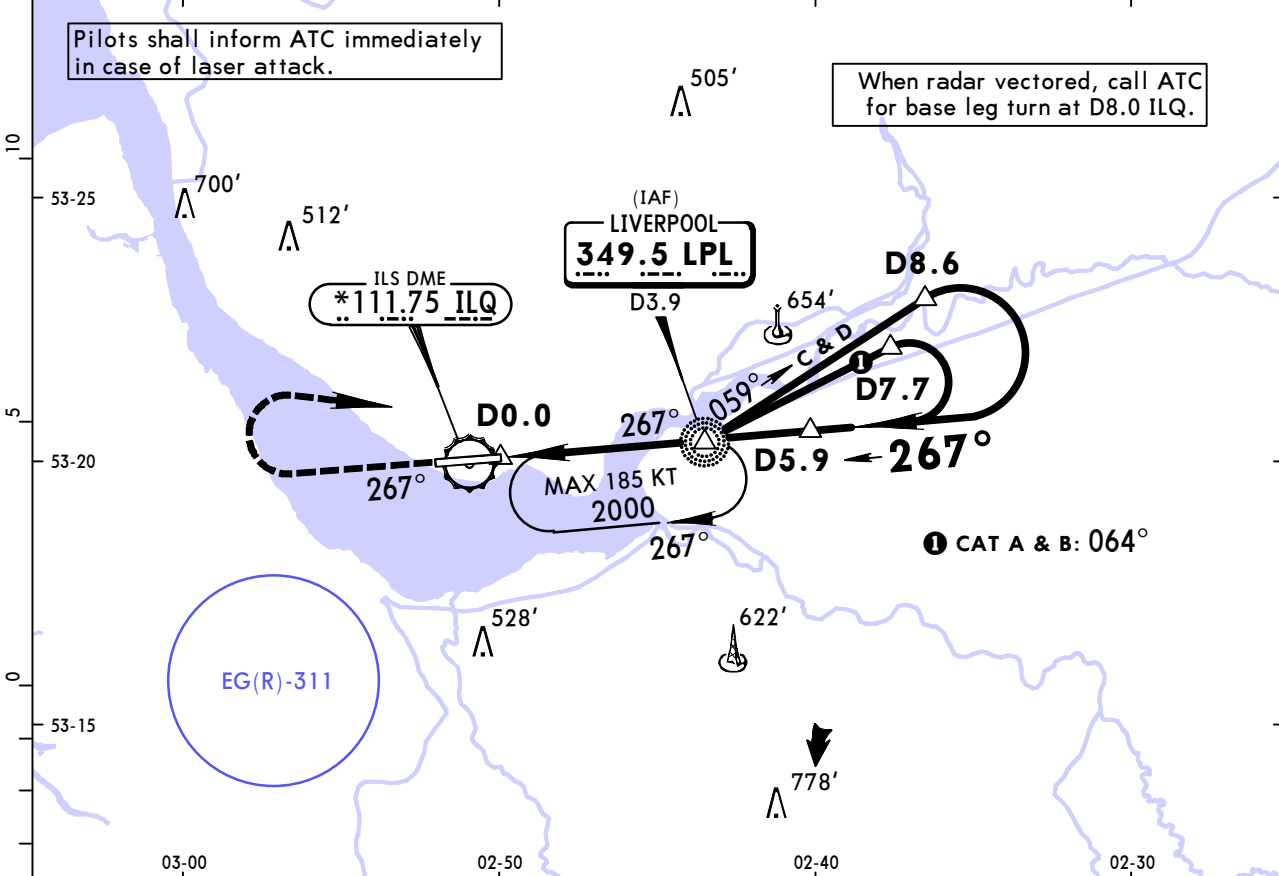 Pilots shall inform ATC immediately
in case of laser attack.
When radar vectored, call ATC
for base leg turn at D8.0 ILQ.
505'
10
53-25
700'
512'
(IAF)
LIVERPOOL
349.5 LPL
D3.9
ILS DME
*111.75 ILQ
D8.6
654'
C & D
059°
1
D7.7
5
D0.0
267°
53-20
267°
MAX 185 KT
2000
267°
D5.9
267°
1 CAT A & B: 064°
528'
622'
EG(R)-311
0
53-15
778'
03-00
02-50
02-40
02-30